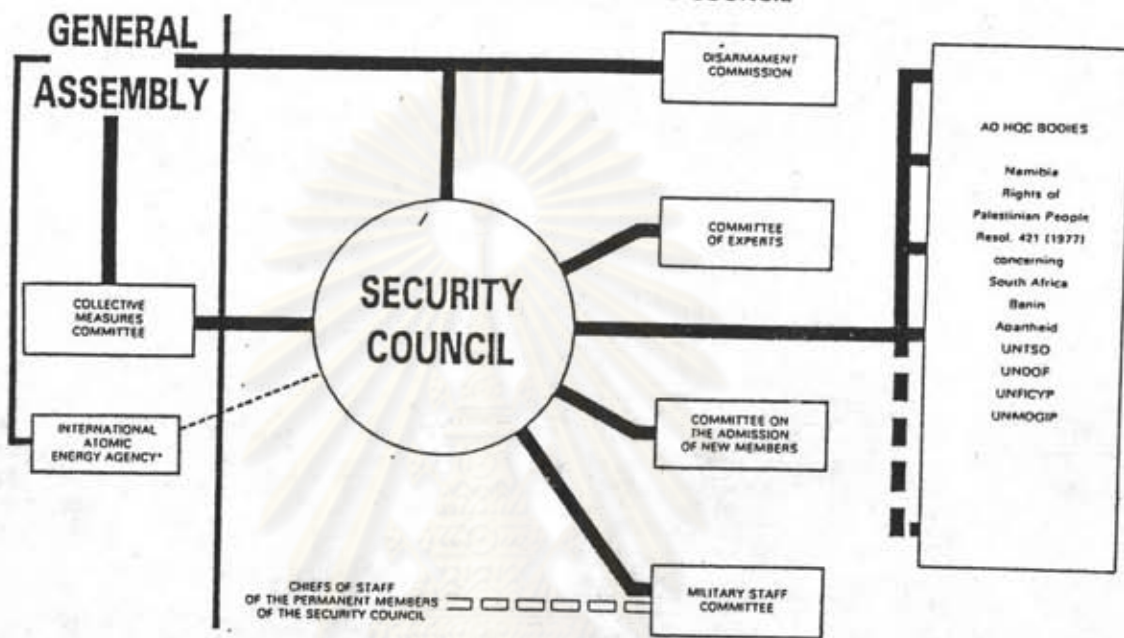 COUNCIL
GENERAL
ASSEMBLY
DISARMAMENT
COMMISSION
AD HOC BODIES
Namibia
Rights of
Palestinian People
Resol. 421 (1977)
concerning
South Africa
Benin
Apartheid
UNTSO
UNDOF
UNFICYP
UNMOGIP
COMMITTEE
OF EXPERTS
SECURITY
COUNCIL
COLLECTIVE
MEASURES
COMMITTEE
INTERNATIONAL
ATOMIC
ENERGY AGENCY*
COMMITTEE ON
THE ADMISSION
OF NEW MEMBERS
CHIEFS OF STAFF
OF THE PERMANENT MEMBERS
OF THE SECURITY COUNCIL
MILITARY STAFF
COMMITTEE